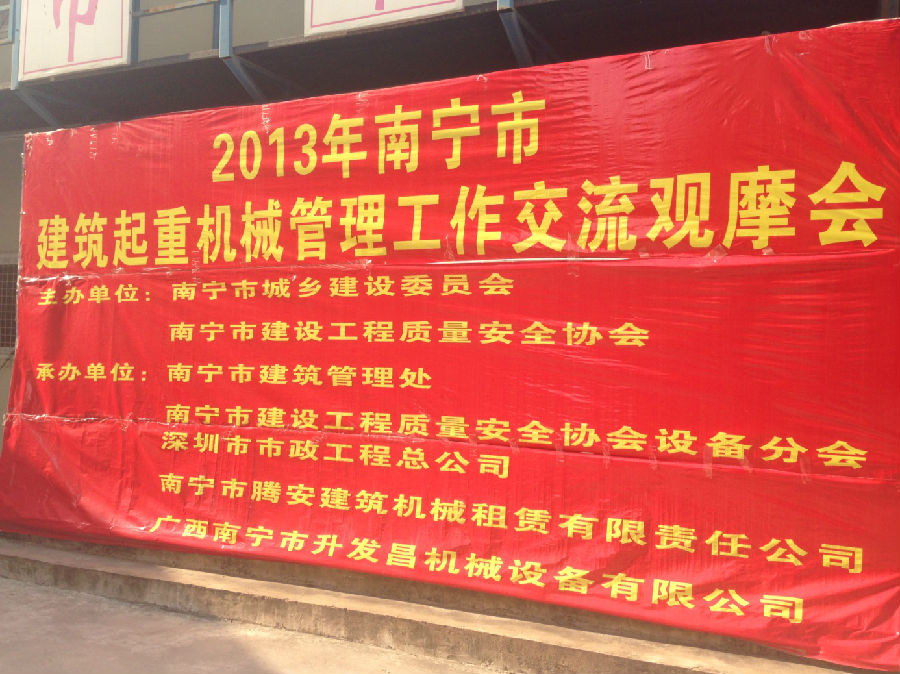 市
2013年南宁市
建筑起重机械管理工作交流观摩会
主办单位：南宁市城乡建设委员会
南宁市建设工程质量安全协会
承办单位：南宁市建筑管理处
南宁市建设工程质量安全协会设备分会
深圳市市政工程总公司
南宁市腾安建筑机械租赁有限责任公司
广西南宁市升发昌机械设备有限公司